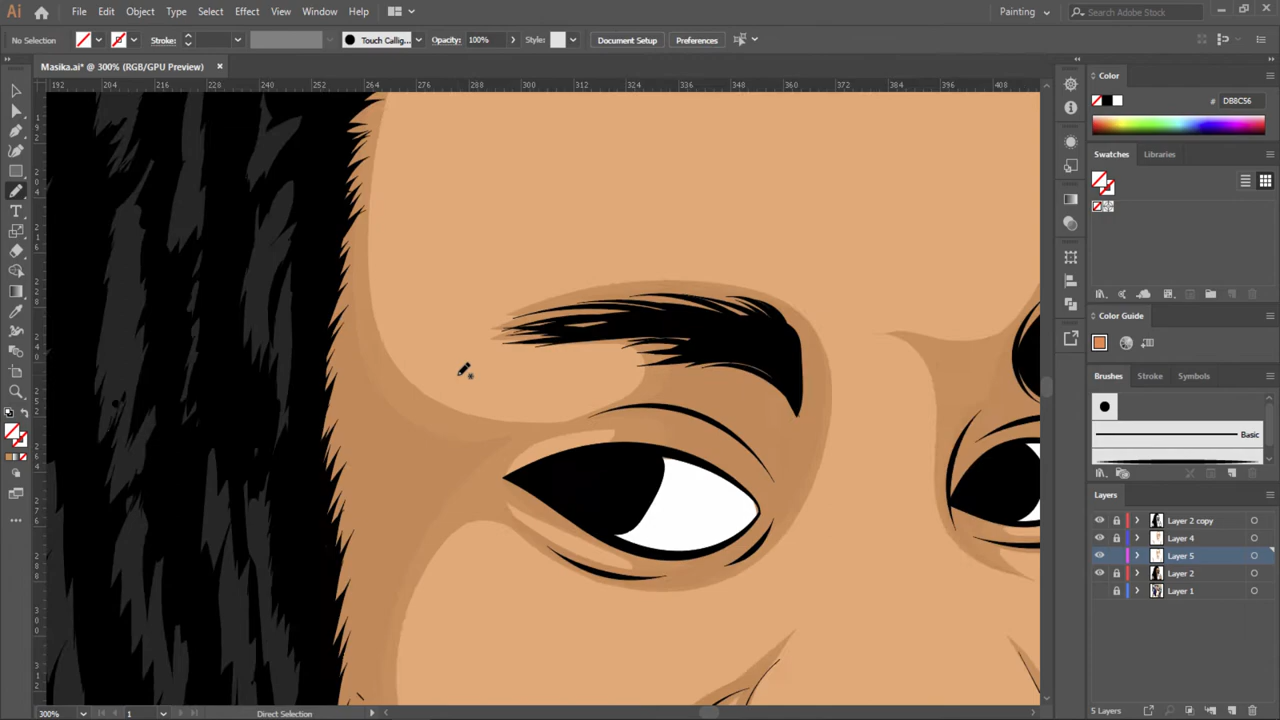 Ai File Edit Object Type Select Effect View Window Help Painting Search Adobe Stock
No Selection Stroke: Touch Callig... Opacity: 100% Style: Document Setup Preferences
Masika.ai* @ 300% (RGB/GPU Preview) ×
192 204 216 228 240 252 264 276 288 300 312 324 336 348 360 372 384 396 408
Color
# DB8C56
Swatches Libraries
Color Guide
Brushes Stroke Graphic Styles
Basic
Layers
Layer 2 copy
Layer 4
Layer 5
Layer 2
Layer 1
300% 1 Direct Selection 5 Layers